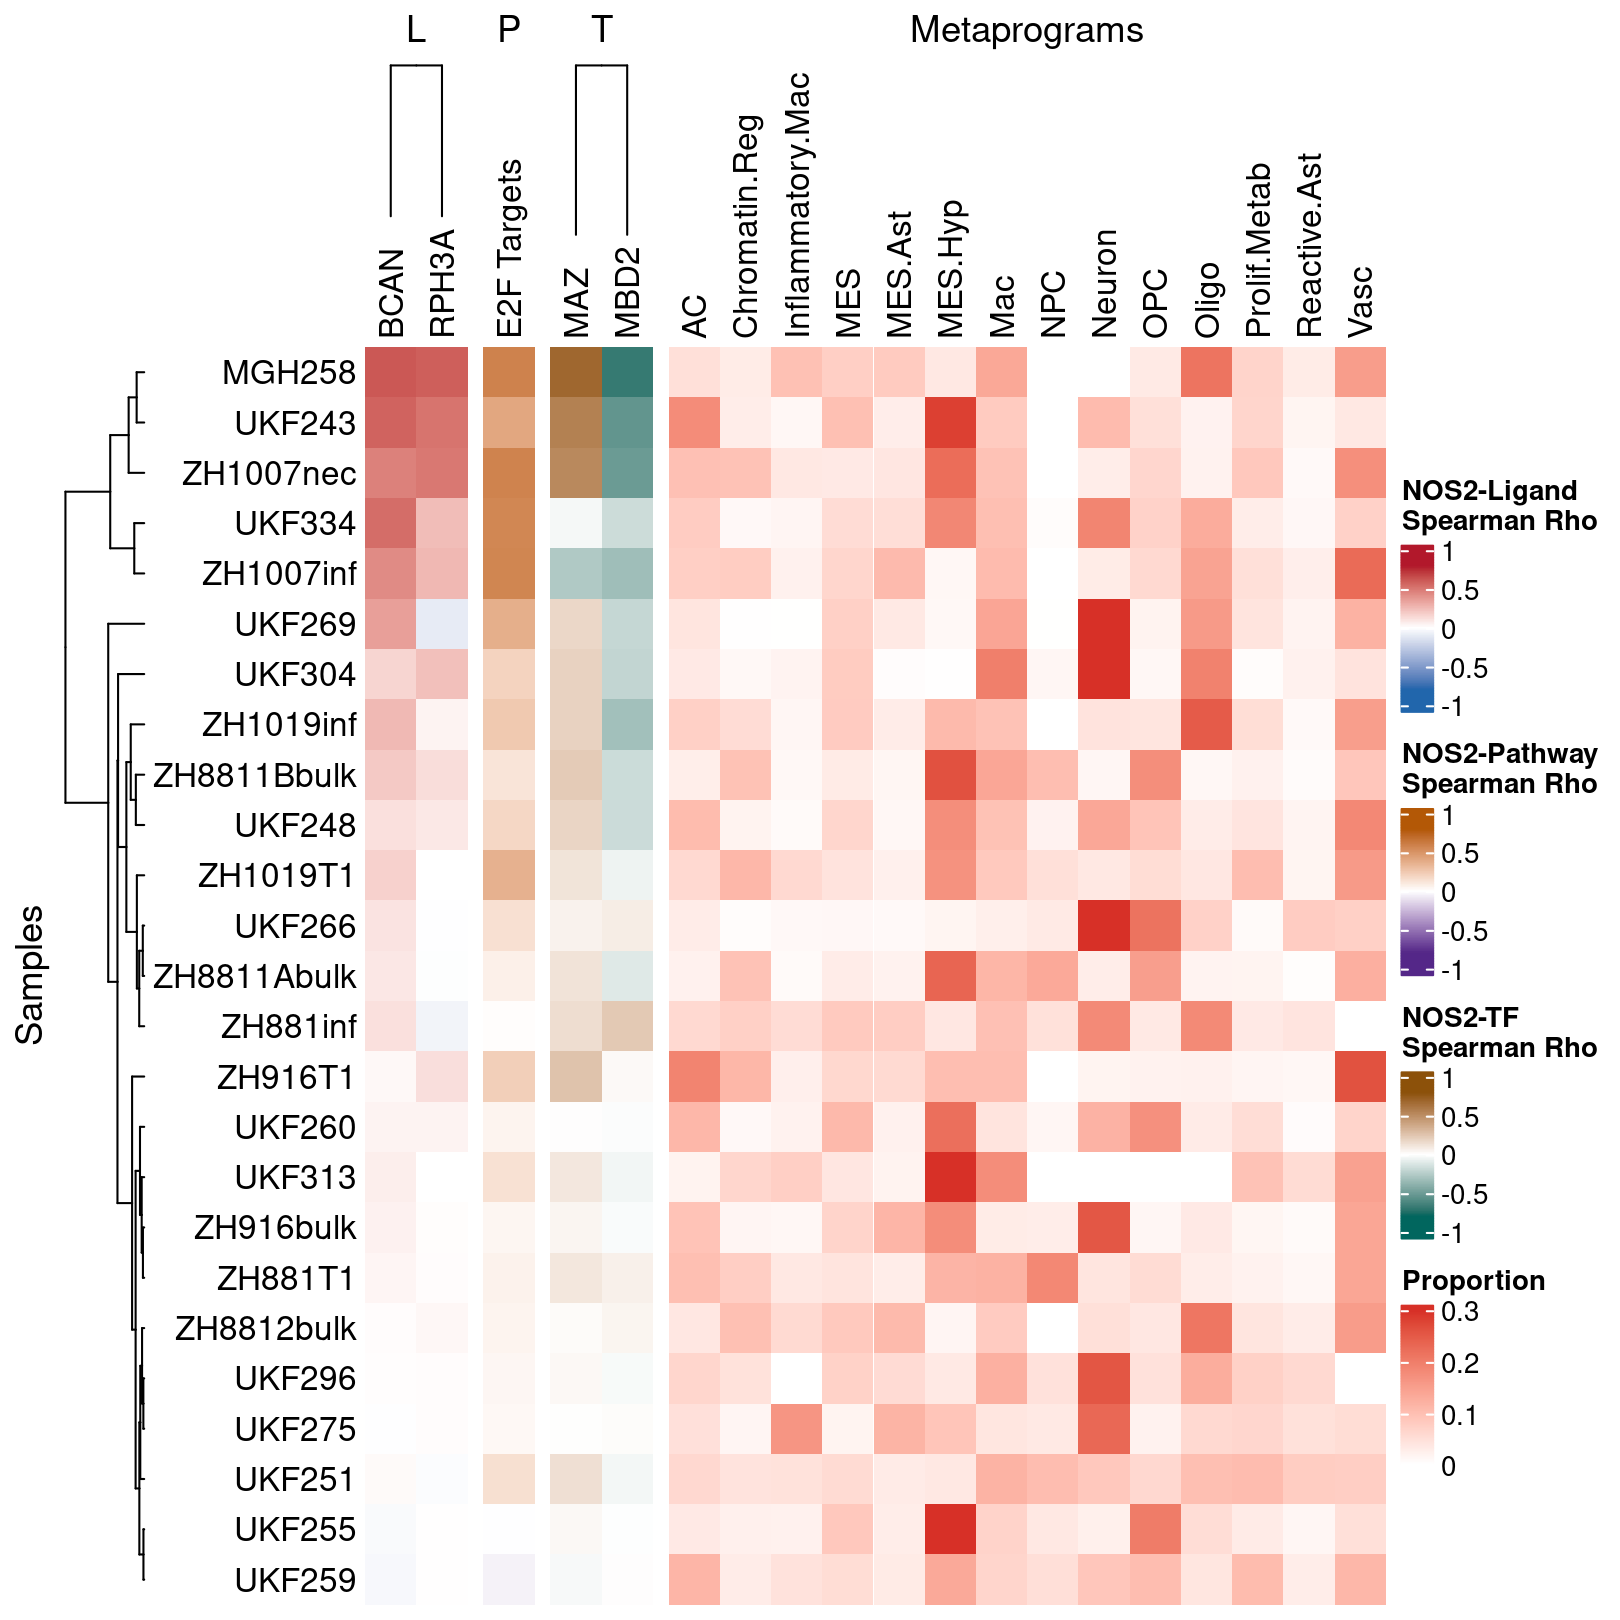 L P T Metaprograms
BCAN
RPH3A
E2F Targets
MAZ
MBD2
AC
Chromatin.Reg
Inflammatory.Mac
MES
MES.Ast
MES.Hyp
Mac
NPC
Neuron
OPC
Oligo
Prolif.Metab
Reactive.Ast
Vasc
Samples
MGH258
UKF243
ZH1007nec
UKF334
ZH1007inf
UKF269
UKF304
ZH1019inf
ZH8811Bbulk
UKF248
ZH1019T1
UKF266
ZH8811Abulk
ZH881inf
ZH916T1
UKF260
UKF313
ZH916bulk
ZH881T1
ZH8812bulk
UKF296
UKF275
UKF251
UKF255
UKF259
NOS2-Ligand
Spearman Rho
1
0.5
0
-0.5
-1
NOS2-Pathway
Spearman Rho
1
0.5
0
-0.5
-1
NOS2-TF
Spearman Rho
1
0.5
0
-0.5
-1
Proportion
0.3
0.2
0.1
0